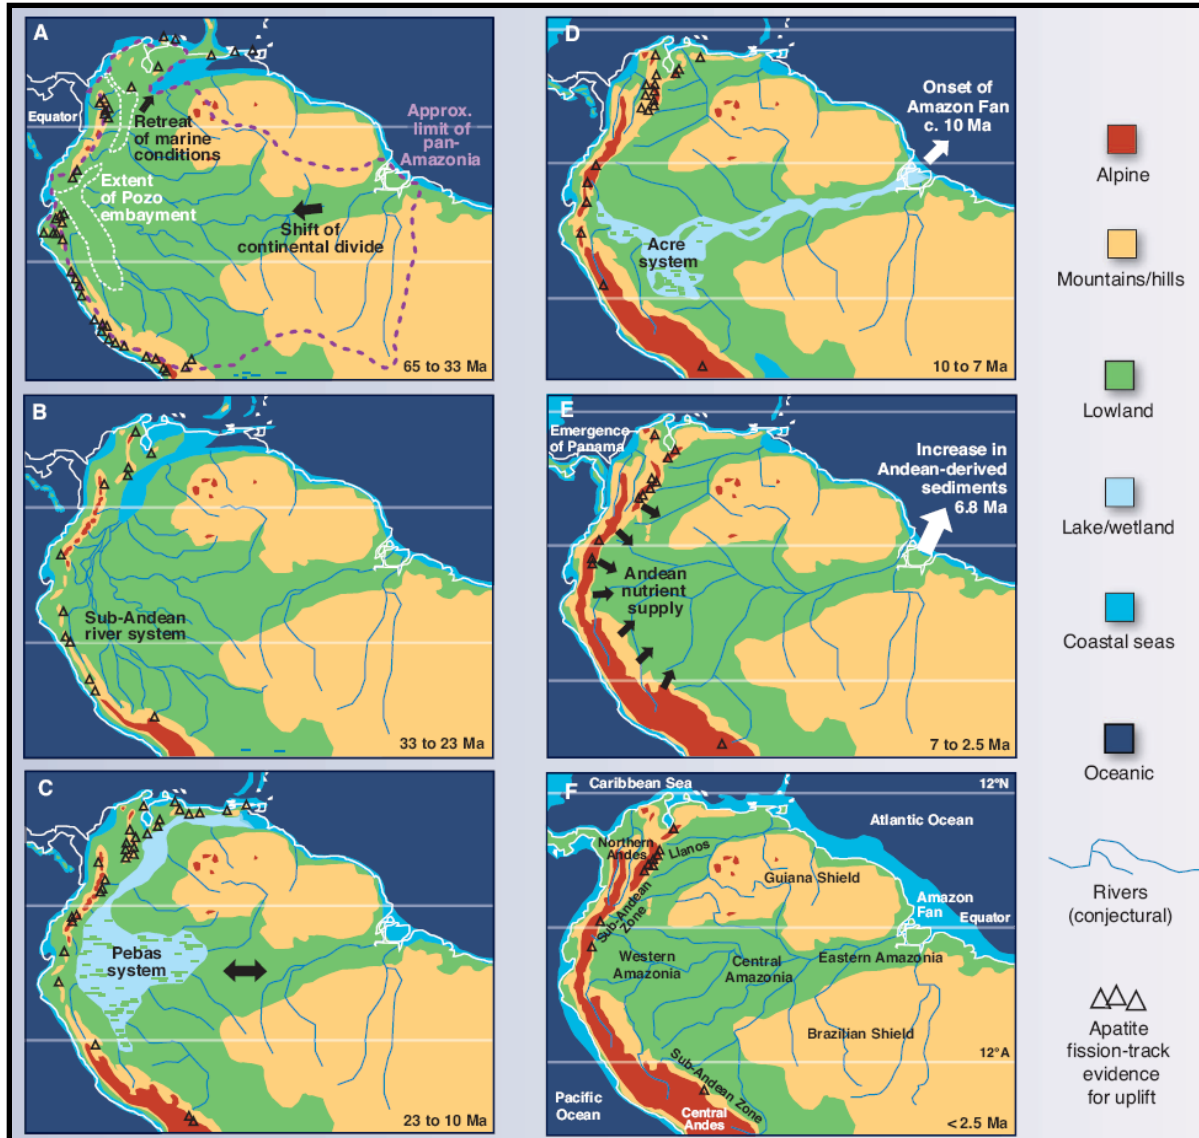 A
Equator
Retreat
of marine
conditions
Approx.
limit of
pan-
Amazonia
Extent
of Pozo
embayment
Shift of
continental divide
65 to 33 Ma
B
Sub-Andean
river system
33 to 23 Ma
C
Pebas
system
23 to 10 Ma
D
Onset of
Amazon Fan
c. 10 Ma
Acre
system
10 to 7 Ma
E
Emergence
of Panama
Increase in
Andean-derived
sediments
6.8 Ma
Andean
nutrient
supply
7 to 2.5 Ma
F
Caribbean Sea
12°N
Atlantic Ocean
Northern
Andes
Llanos
Guiana Shield
Sub-Andean
Zone
Amazon
Fan
Equator
Western
Amazonia
Central
Amazonia
Eastern Amazonia
Brazilian Shield
12°A
Sub-Andean Zone
Pacific
Ocean
Central
Andes
< 2.5 Ma
Alpine
Mountains/hills
Lowland
Lake/wetland
Coastal seas
Oceanic
Rivers
(conjectural)
Apatite
fission-track
evidence
for uplift